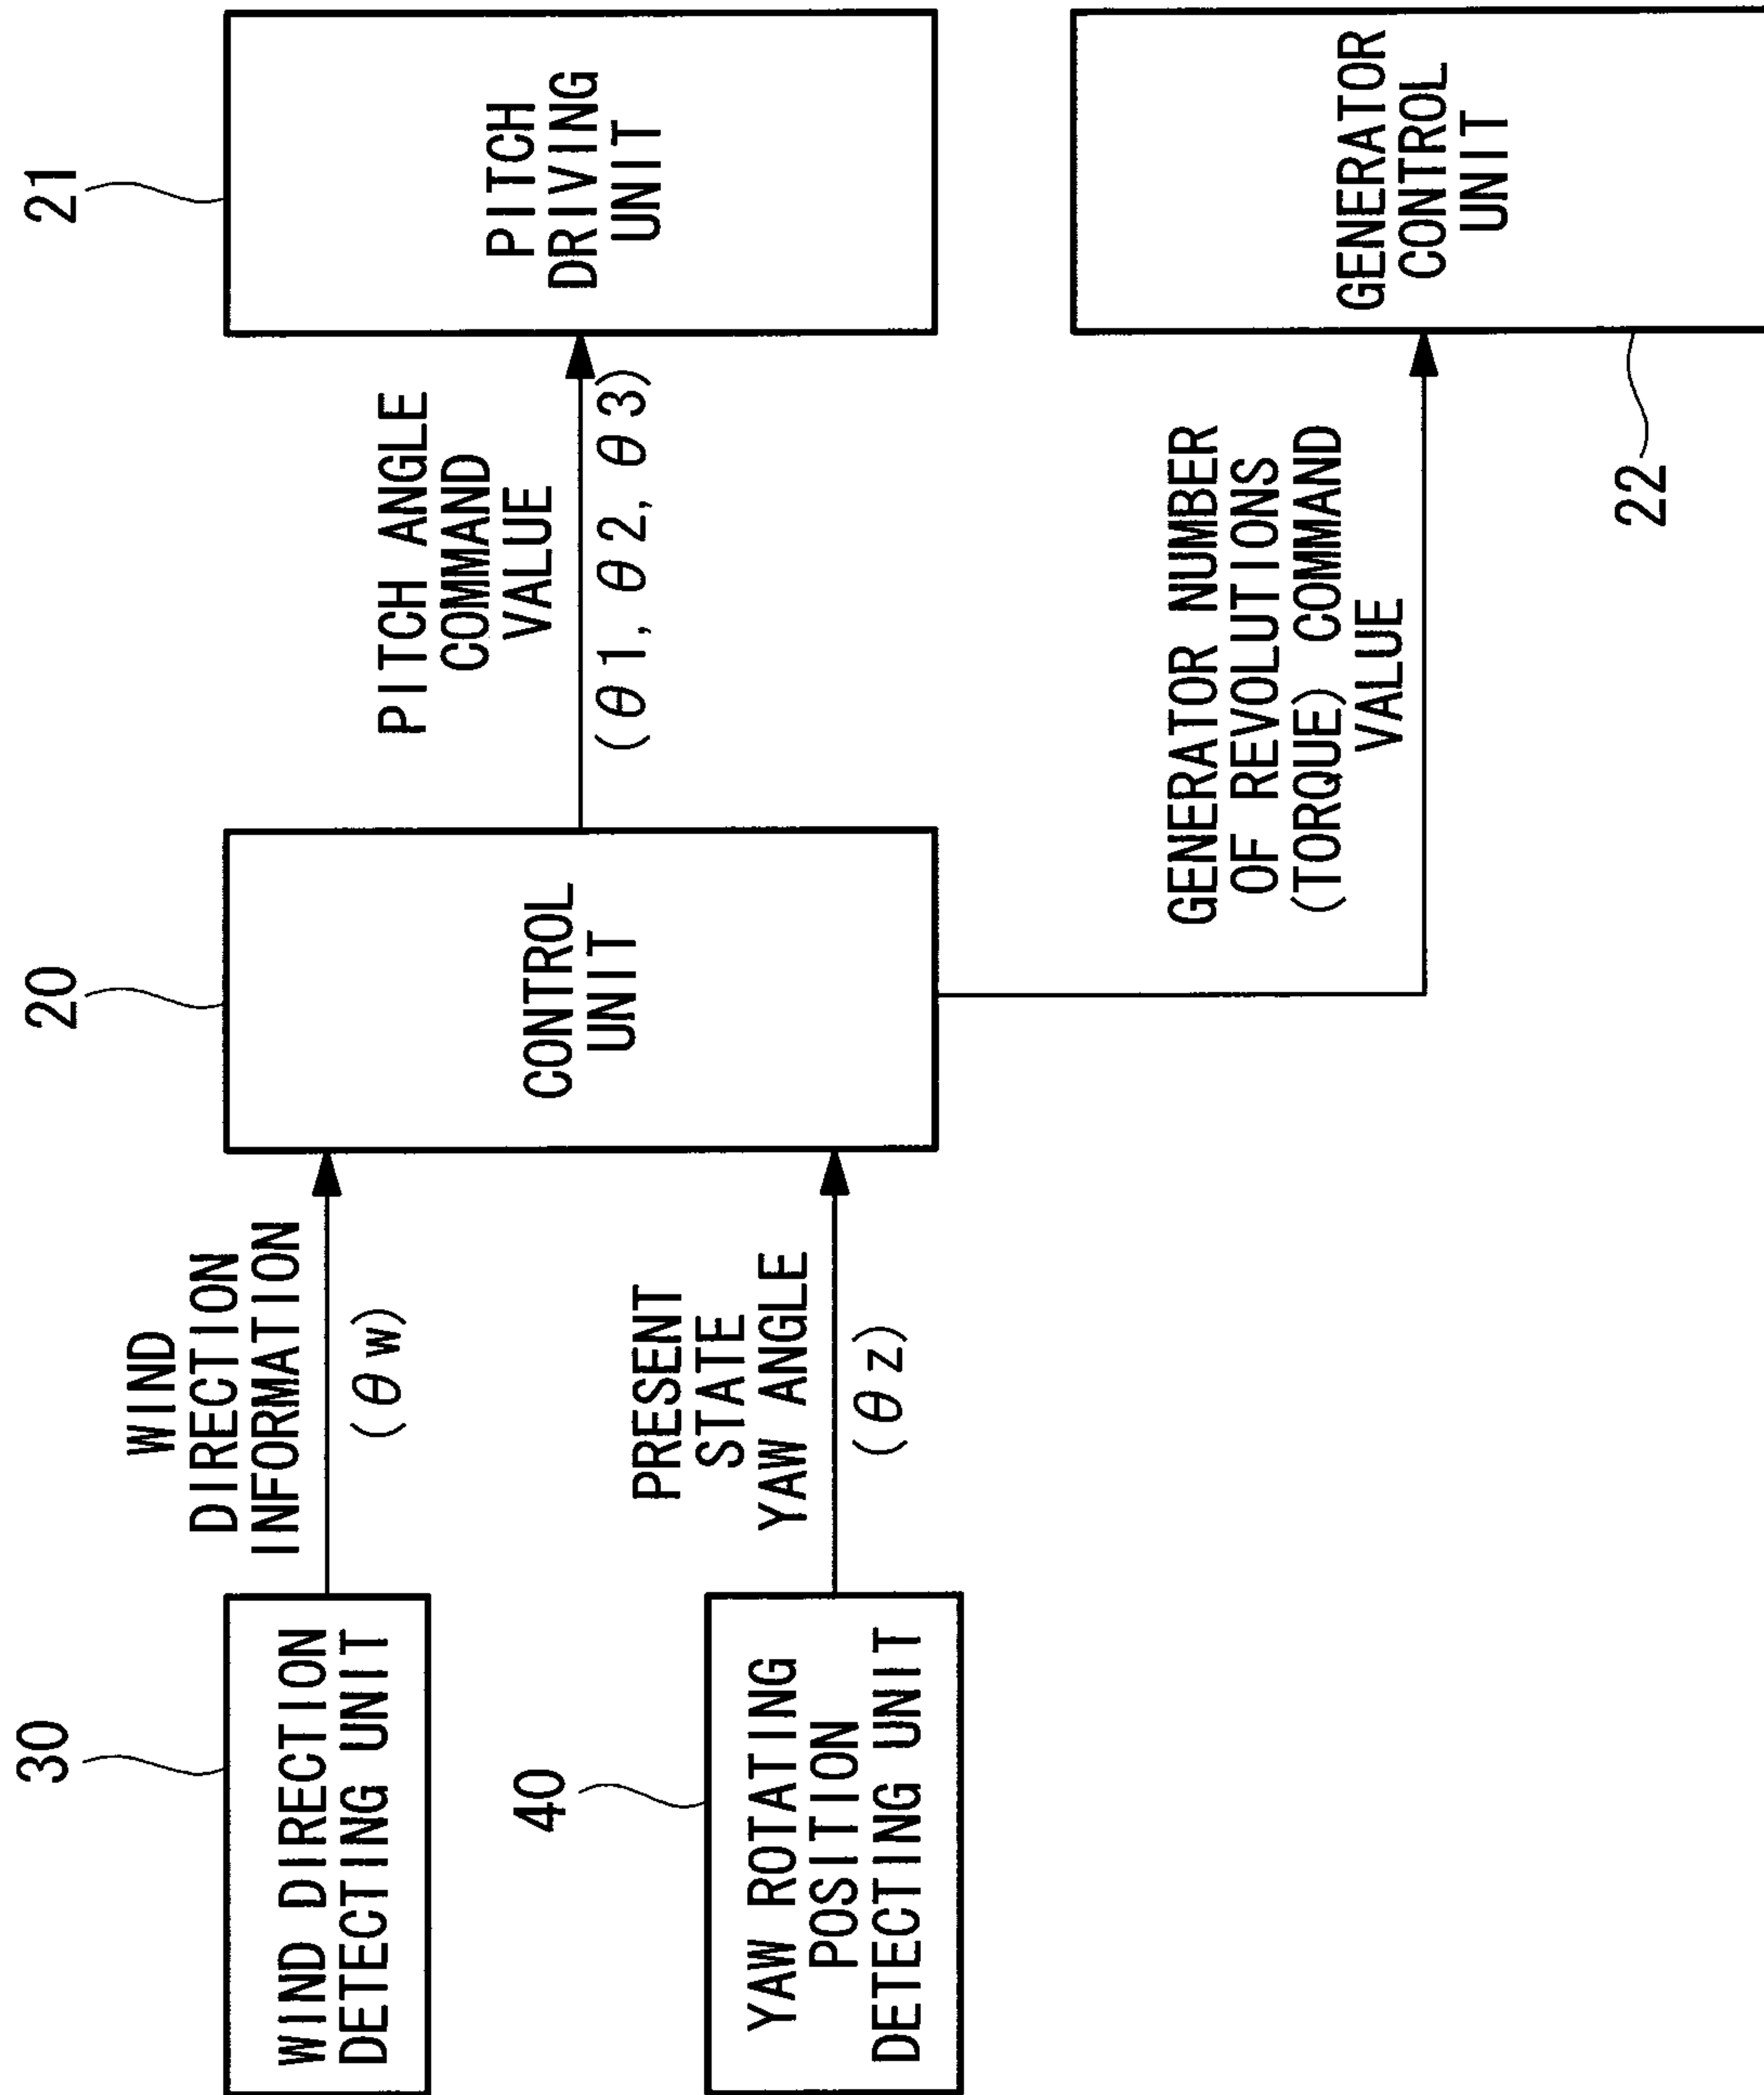 30
WIND DIRECTION
DETECTING UNIT
WIND
DIRECTION
INFORMATION
(θw)
40
YAW ROTATING
POSITION
DETECTING UNIT
PRESENT
STATE
YAW ANGLE
(θz)
20
CONTROL
UNIT
PITCH ANGLE
COMMAND
VALUE
(θ1, θ2, θ3)
21
PITCH
DRIVING
UNIT
GENERATOR NUMBER
OF REVOLUTIONS
(TORQUE) COMMAND
VALUE
22
GENERATOR
CONTROL
UNIT